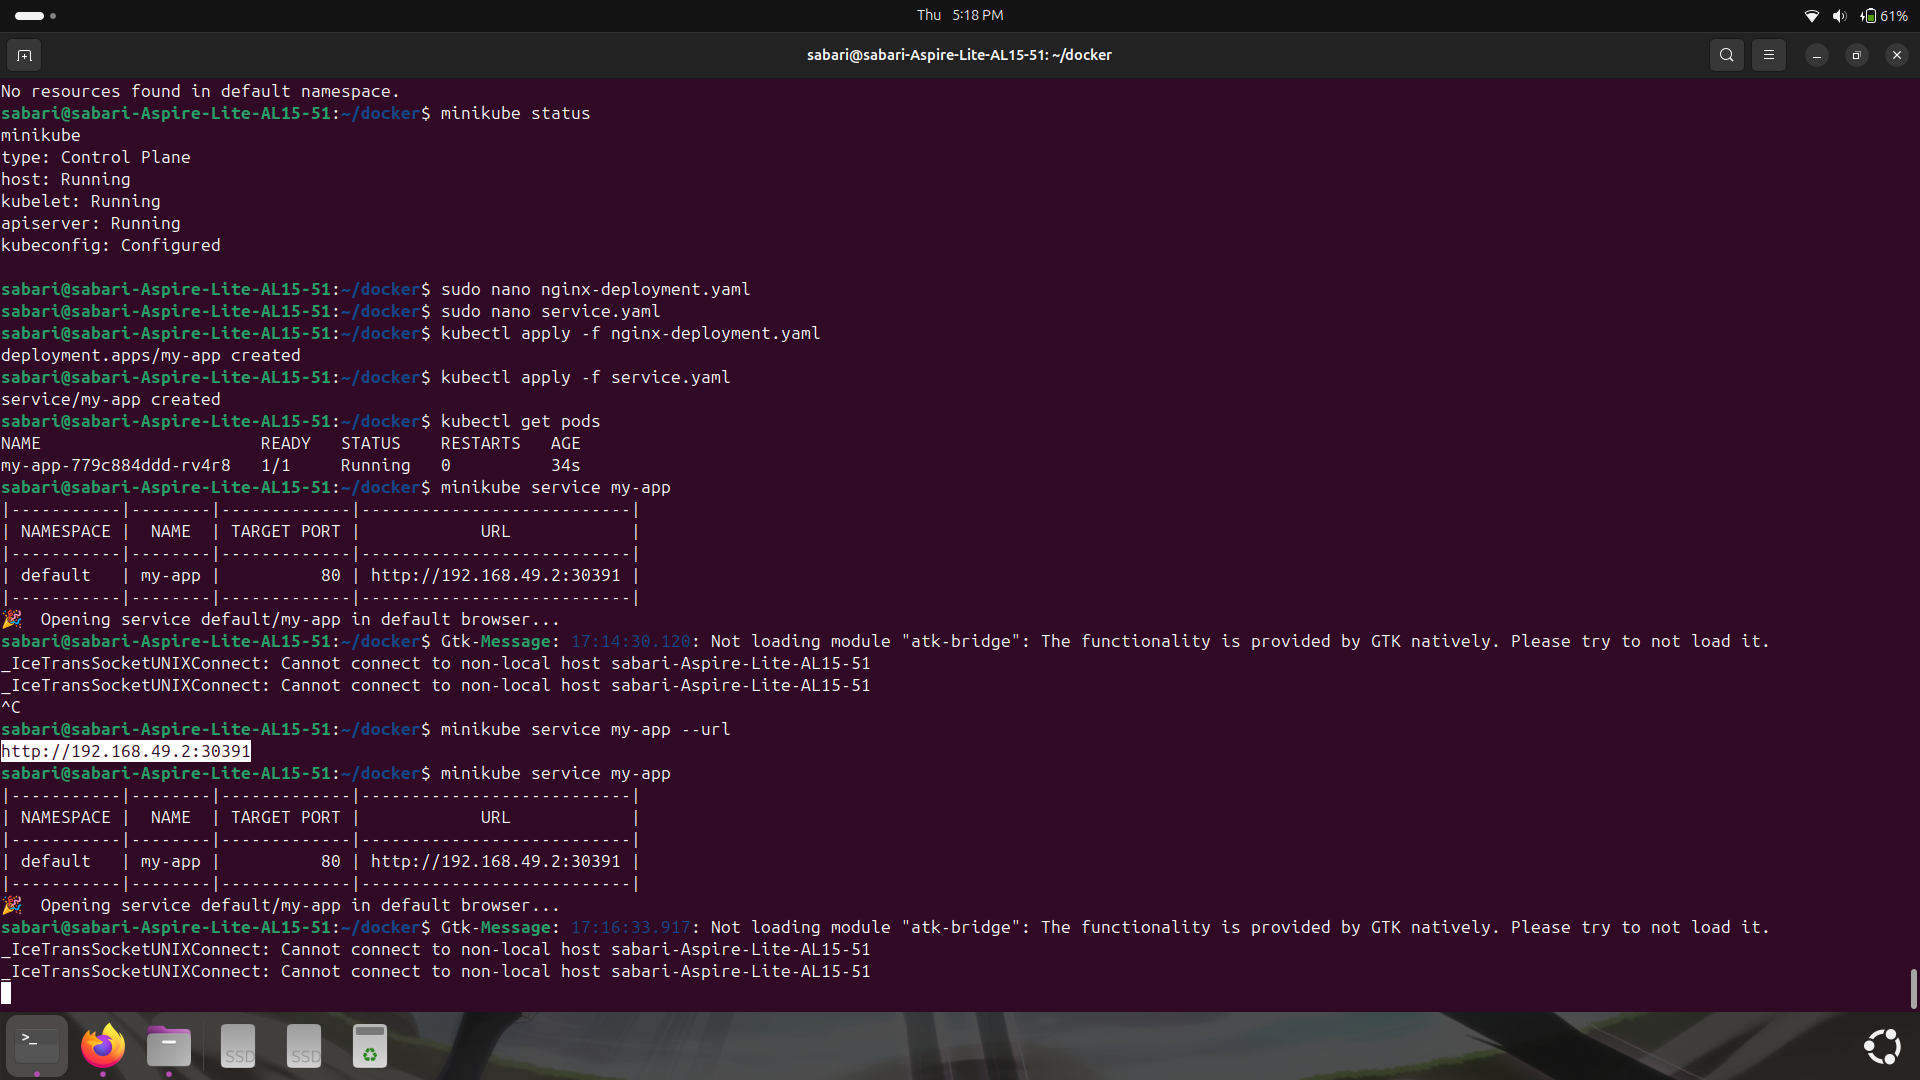 Thu 5:18 PM
61%
sabari@sabari-Aspire-Lite-AL15-51: ~/docker
No resources found in default namespace.
sabari@sabari-Aspire-Lite-AL15-51:~/docker$ minikube status
minikube
type: Control Plane
host: Running
kubelet: Running
apiserver: Running
kubeconfig: Configured
sabari@sabari-Aspire-Lite-AL15-51:~/docker$ sudo nano nginx-deployment.yaml
sabari@sabari-Aspire-Lite-AL15-51:~/docker$ sudo nano service.yaml
sabari@sabari-Aspire-Lite-AL15-51:~/docker$ kubectl apply -f nginx-deployment.yaml
deployment.apps/my-app created
sabari@sabari-Aspire-Lite-AL15-51:~/docker$ kubectl apply -f service.yaml
service/my-app created
sabari@sabari-Aspire-Lite-AL15-51:~/docker$ kubectl get pods
NAME                      READY   STATUS    RESTARTS   AGE
my-app-779c884ddd-rv4r8   1/1     Running   0          34s
sabari@sabari-Aspire-Lite-AL15-51:~/docker$ minikube service my-app
|-----------|--------|-------------|---------------------------|
| NAMESPACE |  NAME  | TARGET PORT |            URL            |
|-----------|--------|-------------|---------------------------|
| default   | my-app |          80 | http://192.168.49.2:30391 |
|-----------|--------|-------------|---------------------------|
🎉  Opening service default/my-app in default browser...
sabari@sabari-Aspire-Lite-AL15-51:~/docker$ Gtk-Message: 17:14:30.120: Not loading module "atk-bridge": The functionality is provided by GTK natively. Please try to not load it.
_IceTransSocketUNIXConnect: Cannot connect to non-local host sabari-Aspire-Lite-AL15-51
_IceTransSocketUNIXConnect: Cannot connect to non-local host sabari-Aspire-Lite-AL15-51
^C
sabari@sabari-Aspire-Lite-AL15-51:~/docker$ minikube service my-app --url
http://192.168.49.2:30391
sabari@sabari-Aspire-Lite-AL15-51:~/docker$ minikube service my-app
|-----------|--------|-------------|---------------------------|
| NAMESPACE |  NAME  | TARGET PORT |            URL            |
|-----------|--------|-------------|---------------------------|
| default   | my-app |          80 | http://192.168.49.2:30391 |
|-----------|--------|-------------|---------------------------|
🎉  Opening service default/my-app in default browser...
sabari@sabari-Aspire-Lite-AL15-51:~/docker$ Gtk-Message: 17:16:33.917: Not loading module "atk-bridge": The functionality is provided by GTK natively. Please try to not load it.
_IceTransSocketUNIXConnect: Cannot connect to non-local host sabari-Aspire-Lite-AL15-51
_IceTransSocketUNIXConnect: Cannot connect to non-local host sabari-Aspire-Lite-AL15-51
>_
SSD
SSD